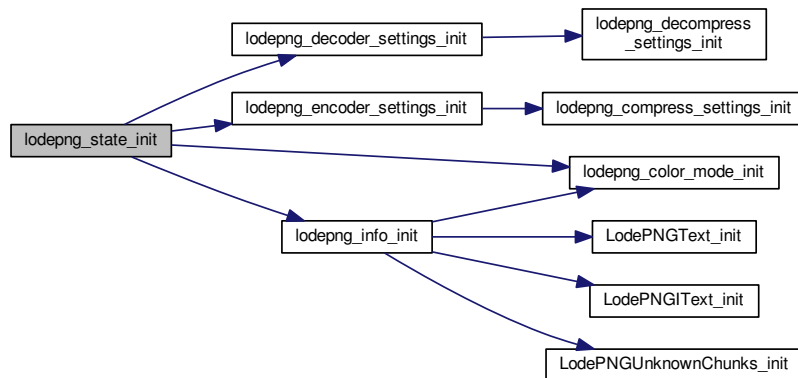 lodepng_state_init
lodepng_decoder_settings_init
lodepng_encoder_settings_init
lodepng_info_init
lodepng_decompress
_settings_init
lodepng_compress_settings_init
lodepng_color_mode_init
LodePNGText_init
LodePNGIText_init
LodePNGUnknownChunks_init